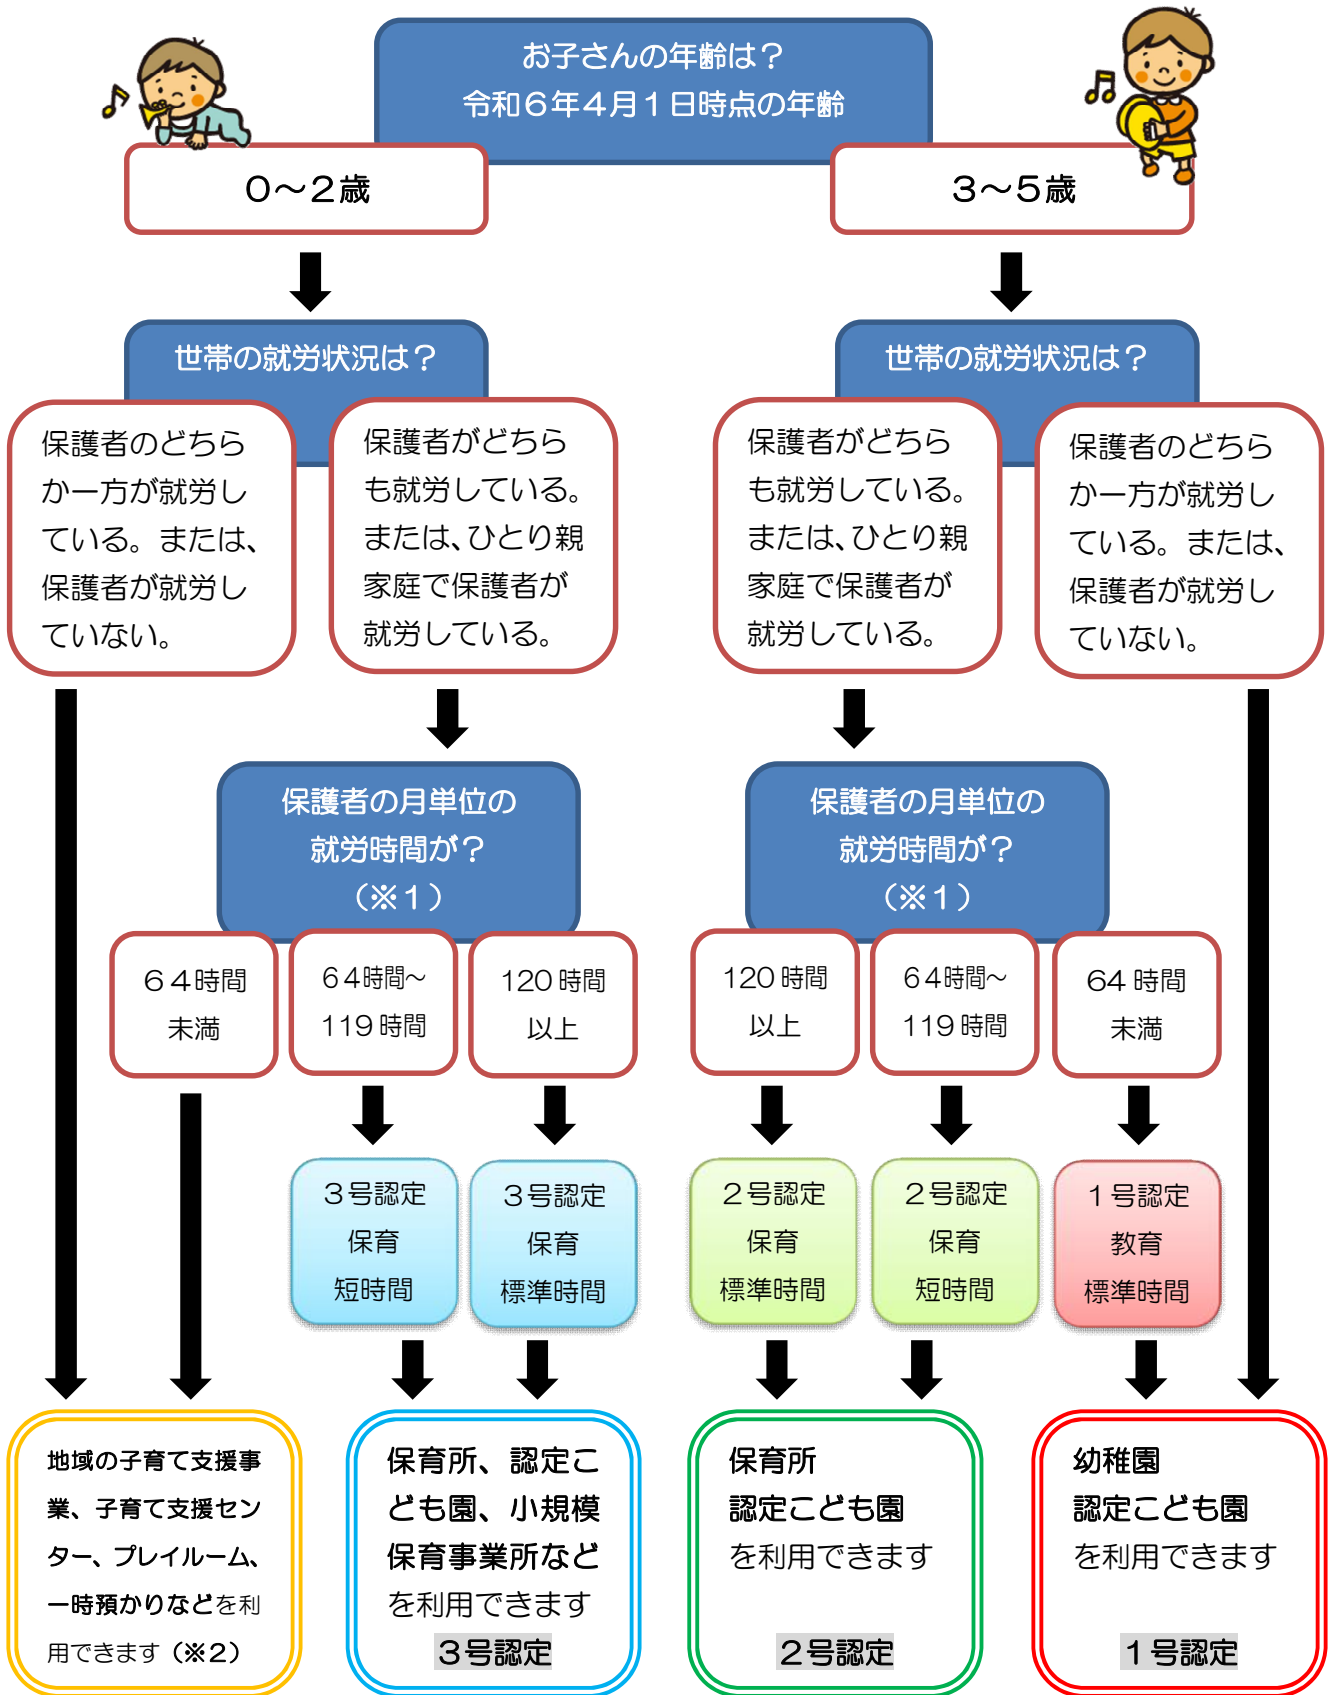 お子さんの年齢は？
令和６年４月１日時点の年齢
０～２歳
３～５歳
世帯の就労状況は？
世帯の就労状況は？
保護者のどちら
か一方が就労し
ている。または、
保護者が就労し
ていない。
保護者がどちら
も就労している。
または、ひとり親
家庭で保護者が
就労している。
保護者がどちら
も就労している。
または、ひとり親
家庭で保護者が
就労している。
保護者のどちら
か一方が就労し
ている。または、
保護者が就労し
ていない。
保護者の月単位の
就労時間が？
（※１）
保護者の月単位の
就労時間が？
（※１）
６４時間
未満
６４時間～
119時間
120時間
以上
120時間
以上
６４時間～
119時間
64時間
未満
３号認定
保育
短時間
３号認定
保育
標準時間
２号認定
保育
標準時間
２号認定
保育
短時間
１号認定
教育
標準時間
地域の子育て支援事
業、子育て支援セン
ター、プレイルーム、
一時預かりなどを利
用できます（※２）
保育所、認定こ
ども園、小規模
保育事業所など
を利用できます
３号認定
保育所
認定こども園
を利用できます
２号認定
幼稚園
認定こども園
を利用できます
１号認定